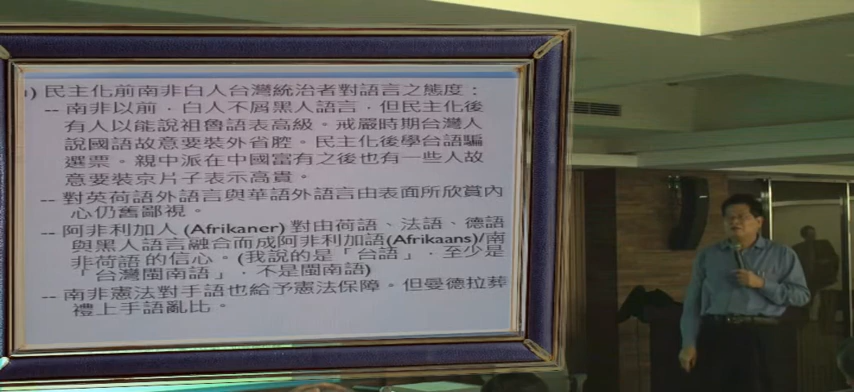 ) 民主化前南非白人台灣統治者對語言之態度：
-- 南非以前，白人不屑黑人語言，但民主化後
有人以能說祖魯語表高級。戒嚴時期台灣人
說國語故意要裝外省腔。民主化後學台語騙
選票。親中派在中國富有之後也有一些人故
意要裝京片子表示高貴。
-- 對英荷語外語言與華語外語言由表面所欣賞內
心仍舊鄙視。
-- 阿非利加人 (Afrikaner) 對由荷語、法語、德語
與黑人語言融合而成阿非利加語(Afrikaans)/南
非荷語 的信心。(我說的是「台語」，至少是
「台灣閩南語」，不是閩南語)
-- 南非憲法對手語也給予憲法保障。但曼德拉葬
禮上手語亂比。